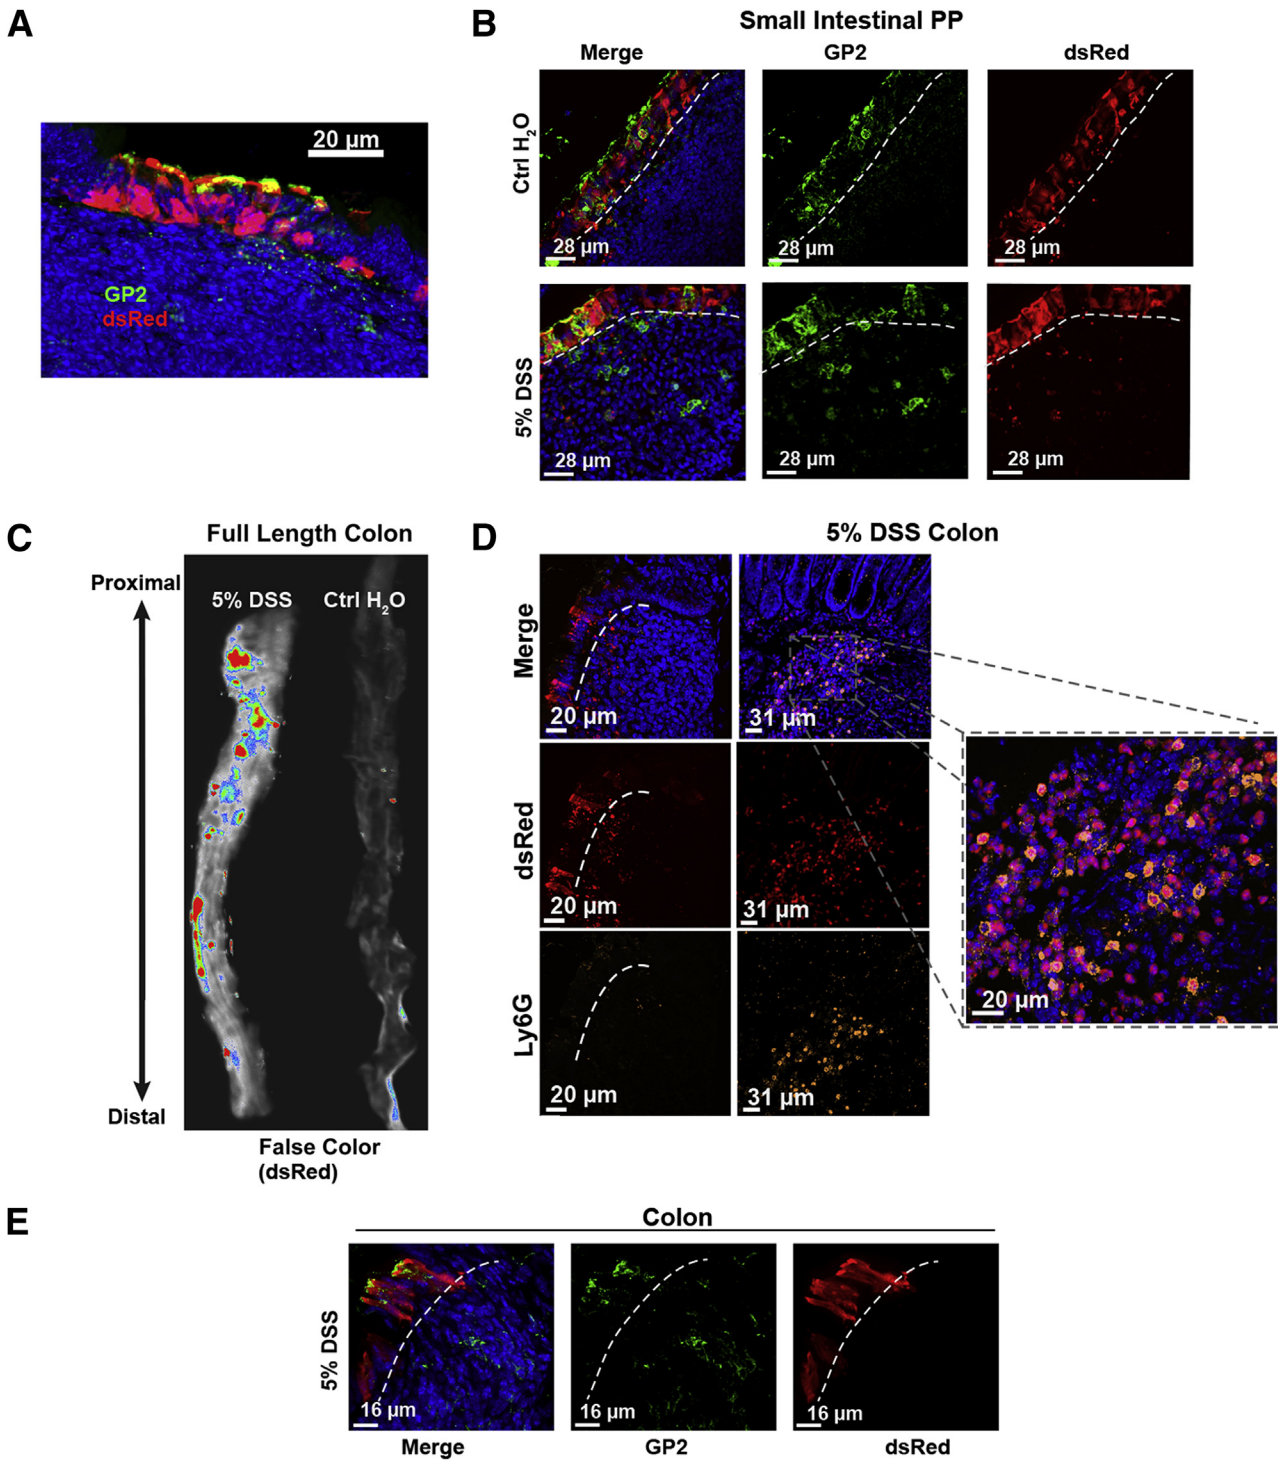 A
20 µm
GP2
dsRed
B
Small Intestinal PP
Merge
GP2
dsRed
Ctrl H2O
28 µm
28 µm
28 µm
5% DSS
28 µm
28 µm
28 µm
C
Full Length Colon
Proximal
5% DSS
Ctrl H2O
Distal
False Color
(dsRed)
D
5% DSS Colon
Merge
20 µm
31 µm
dsRed
20 µm
31 µm
Ly6G
20 µm
31 µm
20 µm
E
Colon
5% DSS
16 µm
16 µm
16 µm
Merge
GP2
dsRed